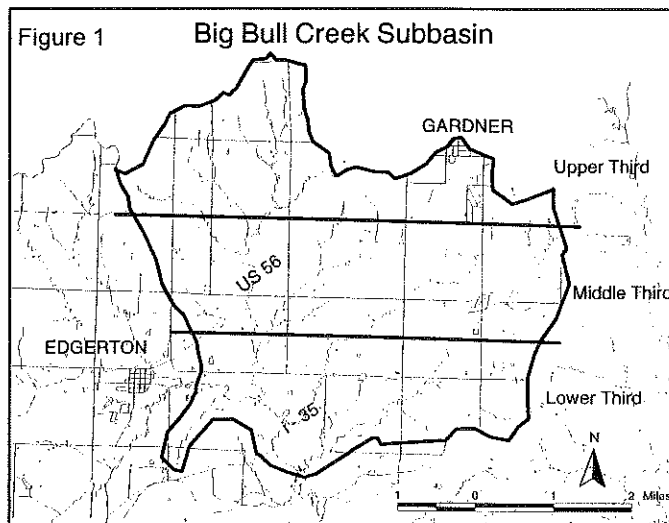 Figure 1
Big Bull Creek Subbasin
GARDNER
Upper Third
US 56
Middle Third
EDGERTON
I - 35
Lower Third
N
1 0 1 2 Miles